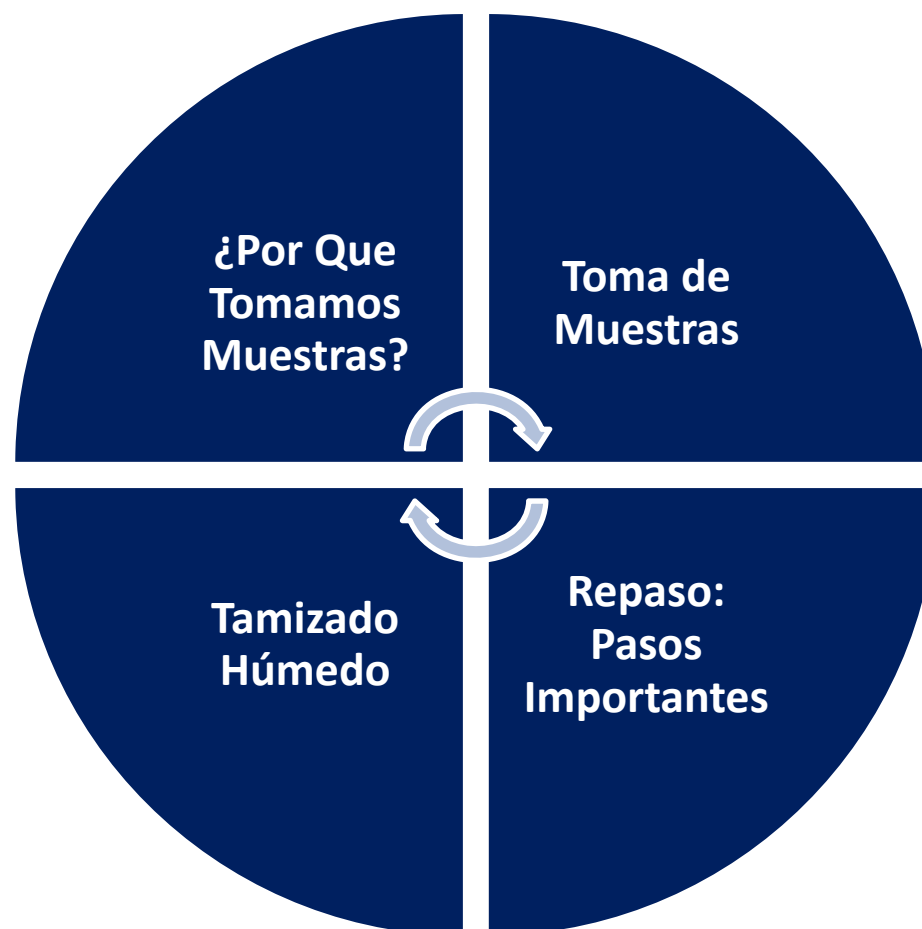 ¿Por Que
Tomamos
Muestras?
Toma de
Muestras
Tamizado
Húmedo
Repaso:
Pasos
Importantes